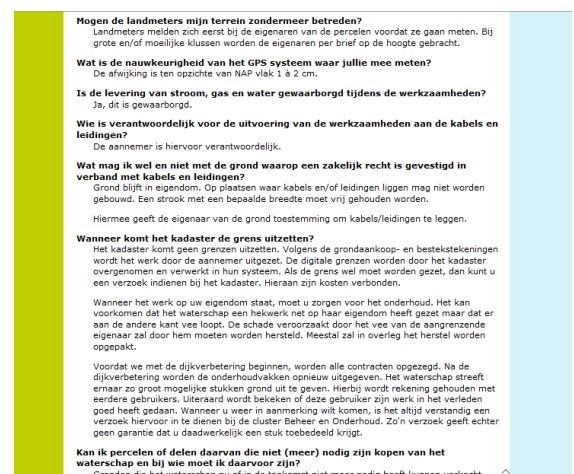 Mogen de landmeters mijn terrein zondermeer betreden?
Landmeters melden zich eerst bij de eigenaren van de percelen voordat ze gaan meten. Bij
grote en/of moeilijke klussen worden de eigenaren per brief op de hoogte gebracht.
Wat is de nauwkeurigheid van het GPS systeem waar jullie mee meten?
De afwijking is ten opzichte van NAP vlak 1 à 2 cm.
Is de levering van stroom, gas en water gewaarborgd tijdens de werkzaamheden?
Ja, dit is gewaarborgd.
Wie is verantwoordelijk voor de uitvoering van de werkzaamheden aan de kabels en
leidingen?
De aannemer is hiervoor verantwoordelijk.
Wat mag ik wel en niet met de grond waarop een zakelijk recht is gevestigd in
verband met kabels en leidingen?
Grond blijft in eigendom. Op plaatsen waar kabels en/of leidingen liggen mag niet worden
gebouwd. Een strook met een bepaalde breedte moet vrij gehouden worden.
Hiermee geeft de eigenaar van de grond toestemming om kabels/leidingen te leggen.
Wanneer komt het kadaster de grens uitzetten?
Het kadaster komt geen grenzen uitzetten. Volgens de grondaankoop- en bestekstekeningen
wordt het werk door de aannemer uitgezet. De digitale grenzen worden door het kadaster
overgenomen en verwerkt in hun systeem. Als de grens wel moet worden gezet, dan kunt u
een verzoek indienen bij het kadaster. Hieraan zijn kosten verbonden.
Wanneer het werk op uw eigendom staat, moet u zorgen voor het onderhoud. Het kan
voorkomen dat het waterschap een hekwerk net op haar eigendom heeft gezet maar dat er
aan de andere kant vee loopt. De schade veroorzaakt door het vee van de aangrenzende
eigenaar zal door hem moeten worden hersteld. Meestal zal in overleg het herstel worden
opgepakt.
Voordat we met de dijkverbetering beginnen, worden alle contracten opgezegd. Na de
dijkverbetering worden de onderhoudvakken opnieuw uitgegeven. Het waterschap streeft
ernaar zo groot mogelijke stukken grond uit te geven. Hierbij wordt rekening gehouden met
eerdere gebruikers. Uiteraard wordt bekeken of deze gebruiker zijn werk in het verleden
goed heeft gedaan. Wanneer u weer in aanmerking wilt komen, is het altijd verstandig een
verzoek hiervoor in te dienen bij de cluster Beheer en Onderhoud. Zo'n verzoek geeft echter
geen garantie dat u daadwerkelijk een stuk toebedeeld krijgt.
Kan ik percelen of delen daarvan die niet (meer) nodig zijn kopen van het
waterschap en bij wie moet ik daarvoor zijn?
Gronden die het waterschap nu of in de toekomst niet meer nodig heeft kunnen verkocht